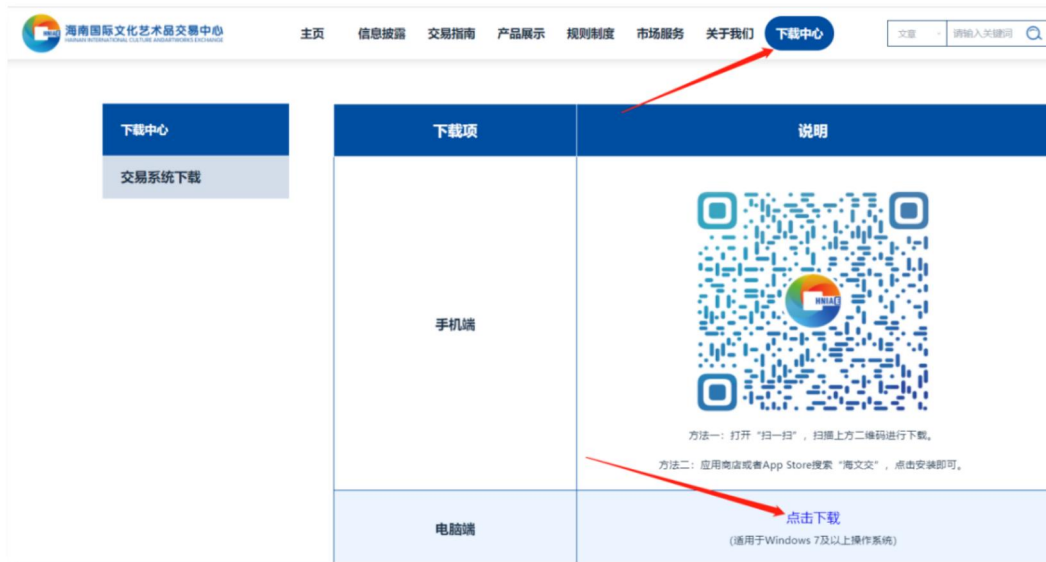 海南国际文化艺术品交易中心
HAINAN INTERNATIONAL CULTURE ANDARTWORKS EXCHANGE
主页 信息披露 交易指南 产品展示 规则制度 市场服务 关于我们 下载中心 文章 请输入关键词
下载中心 下载项 说明
交易系统下载
HNIAE
手机端
方法一：打开“扫一扫”，扫描上方二维码进行下载。
方法二：应用商店或者App Store搜索“海文交”，点击安装即可。
电脑端 点击下载
(适用于Windows 7及以上操作系统)